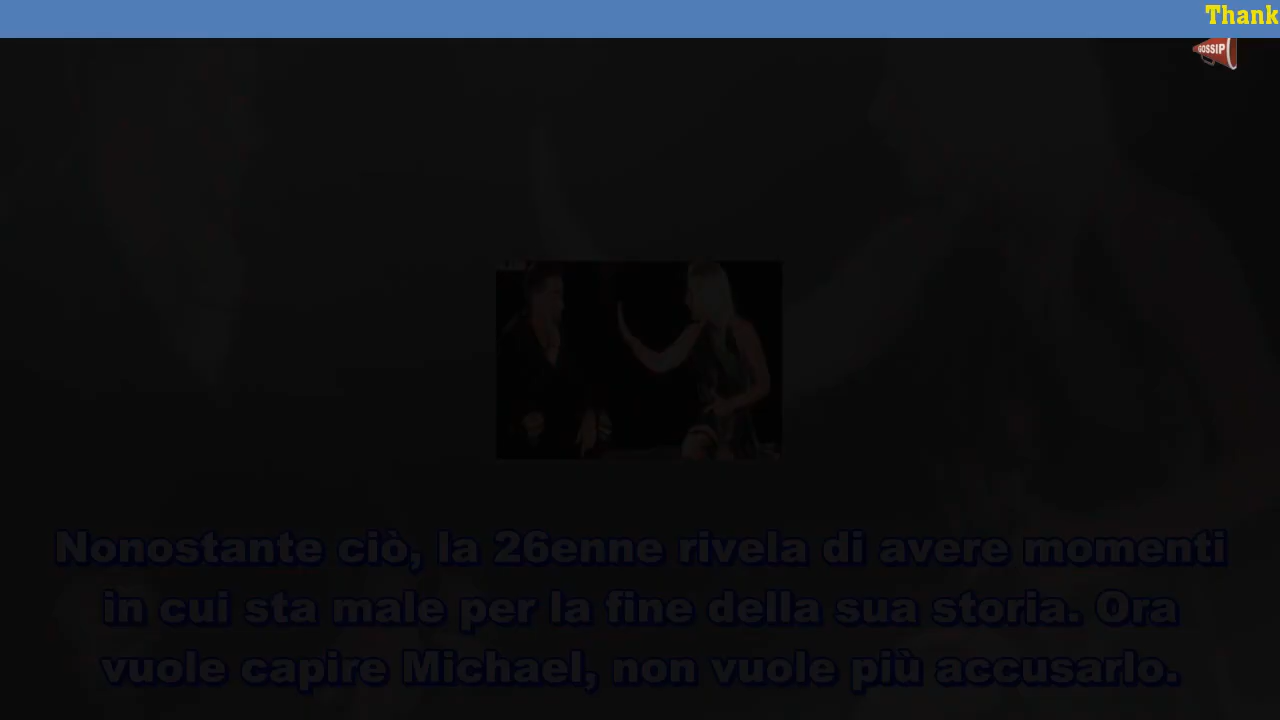 Thank
GOSSIP
Nonostante ciò, la 26enne rivela di avere momenti
in cui sta male per la fine della sua storia. Ora
vuole capire Michael, non vuole più accusarlo.